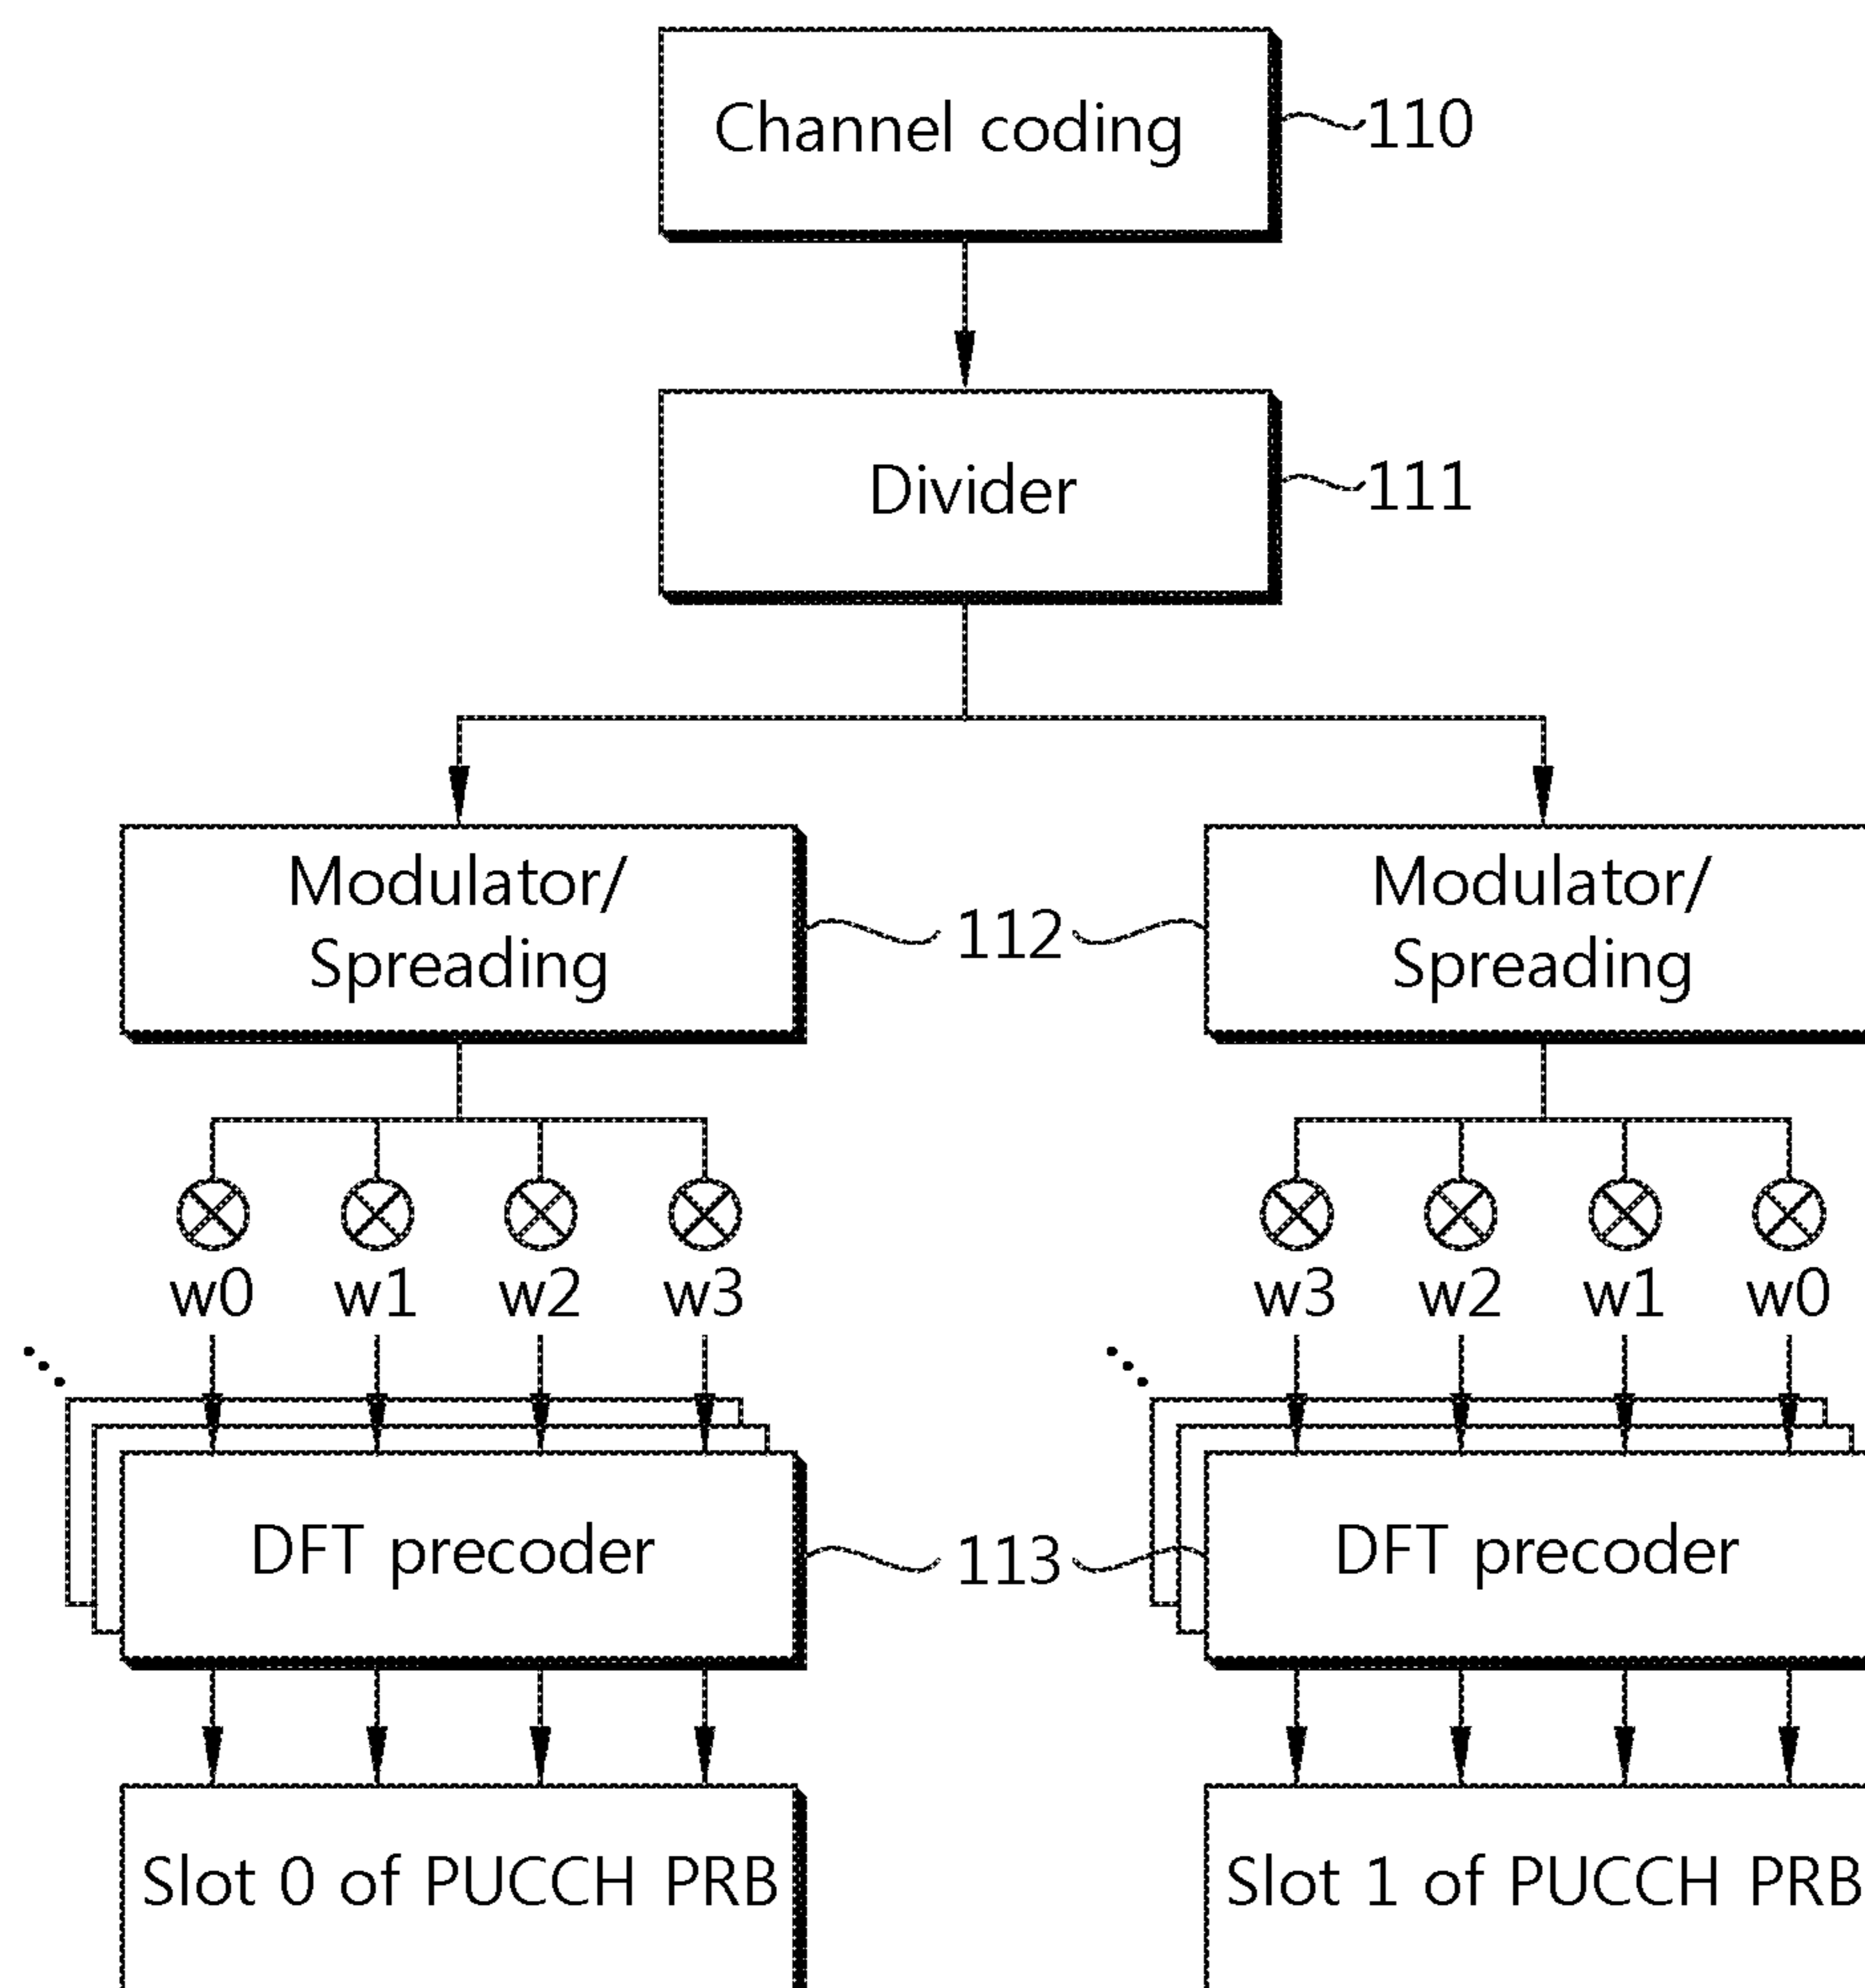 Channel coding
110
Divider
111
Modulator/
Spreading
112
Modulator/
Spreading
w0 w1 w2 w3
w3 w2 w1 w0
DFT precoder
113
DFT precoder
Slot 0 of PUCCH PRB
Slot 1 of PUCCH PRB